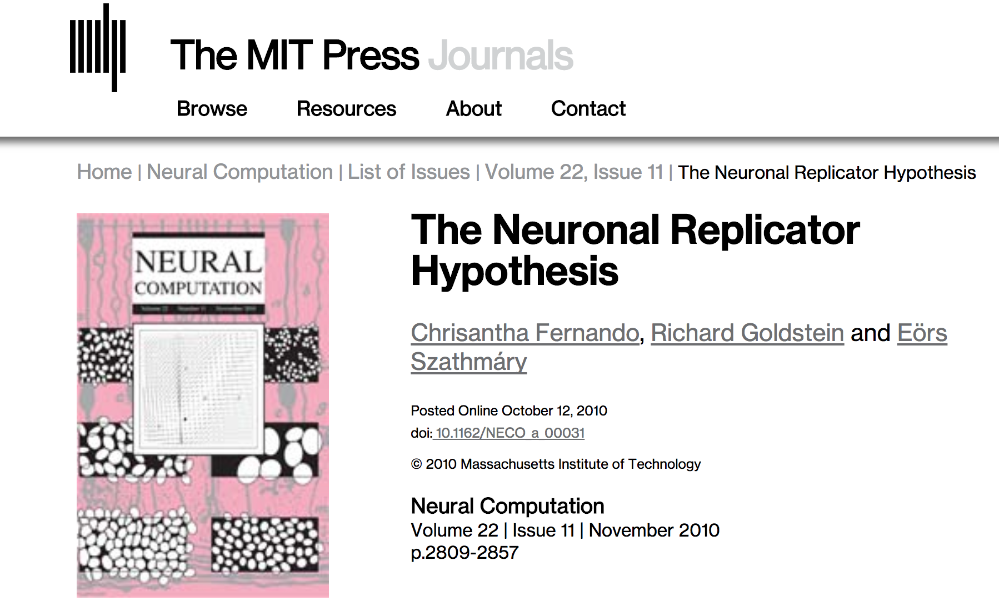 The MIT Press Journals
Browse Resources About Contact
Home | Neural Computation | List of Issues | Volume 22, Issue 11 | The Neuronal Replicator Hypothesis
NEURAL
COMPUTATION
The Neuronal Replicator
Hypothesis
Chrisantha Fernando, Richard Goldstein and Eörs
Szathmáry
Posted Online October 12, 2010
doi: 10.1162/NECO_a_00031
© 2010 Massachusetts Institute of Technology
Neural Computation
Volume 22 | Issue 11 | November 2010
p.2809-2857